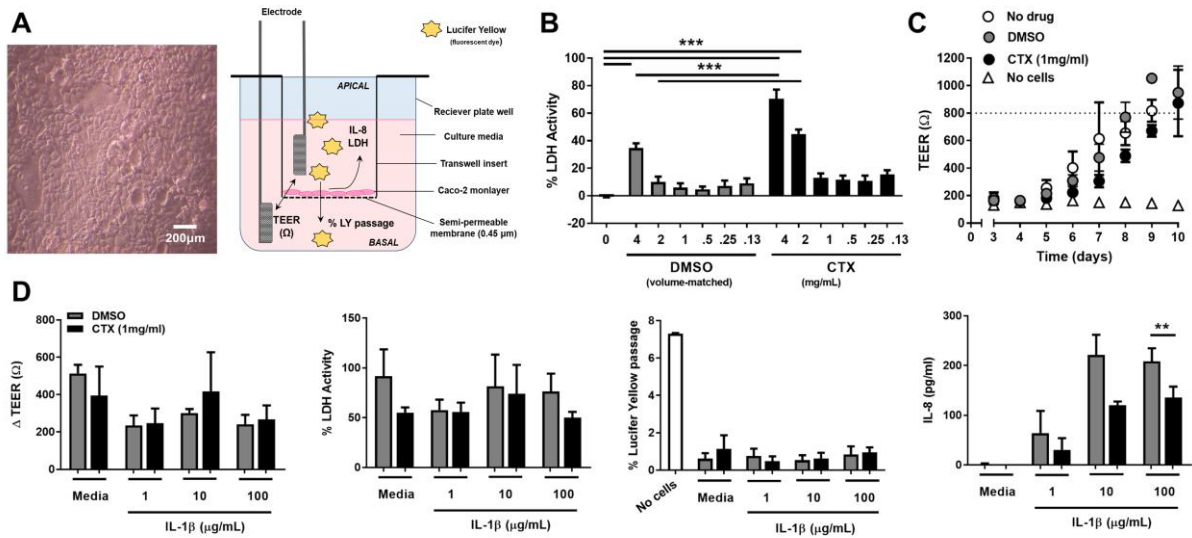 A
200µm
Electrode
Lucifer Yellow
(fluorescent dye)
APICAL
Reciever plate well
IL-8
LDH
Culture media
Transwell insert
Caco-2 monlayer
TEER
(Ω)
% LY passage
Semi-permeable
membrane (0.45 µm)
BASAL
B
% LDH Activity
100
80
60
40
20
0
-20
***
***
0 4 2 1 .5 .25 .13 4 2 1 .5 .25 .13
DMSO
(volume-matched)
CTX
(mg/mL)
C
No drug
DMSO
CTX (1mg/ml)
No cells
TEER (Ω)
1200
1000
800
600
400
200
0
0 3 4 5 6 7 8 9 10
Time (days)
D
DMSO
CTX (1mg/ml)
Δ TEER (Ω)
800
600
400
200
0
Media 1 10 100
IL-1β (µg/mL)
% LDH Activity
150
100
50
0
Media 1 10 100
IL-1β (µg/mL)
% Lucifer Yellow passage
8
6
4
2
0
No cells Media 1 10 100
IL-1β (µg/mL)
IL-8 (pg/ml)
300
200
100
0
**
Media 1 10 100
IL-1β (µg/mL)